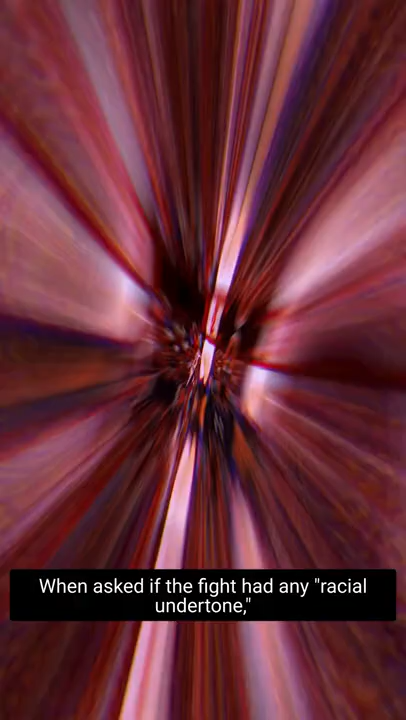 When asked if the fight had any "racial
undertone,"